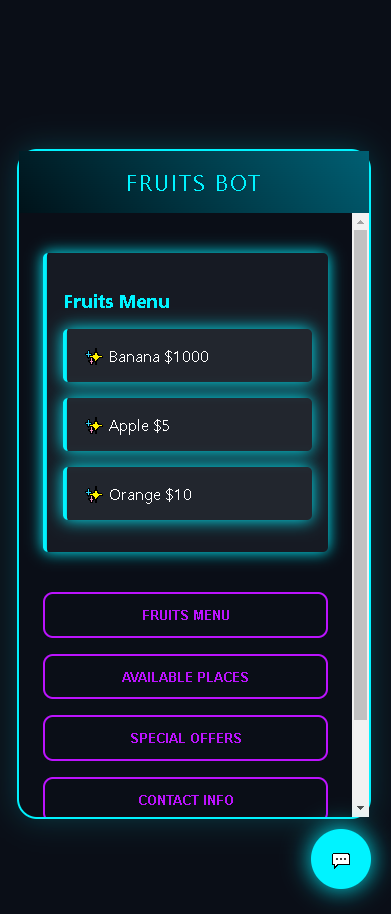 FRUITS BOT
Fruits Menu
✨ Banana $1000
✨ Apple $5
✨ Orange $10
FRUITS MENU
AVAILABLE PLACES
SPECIAL OFFERS
CONTACT INFO